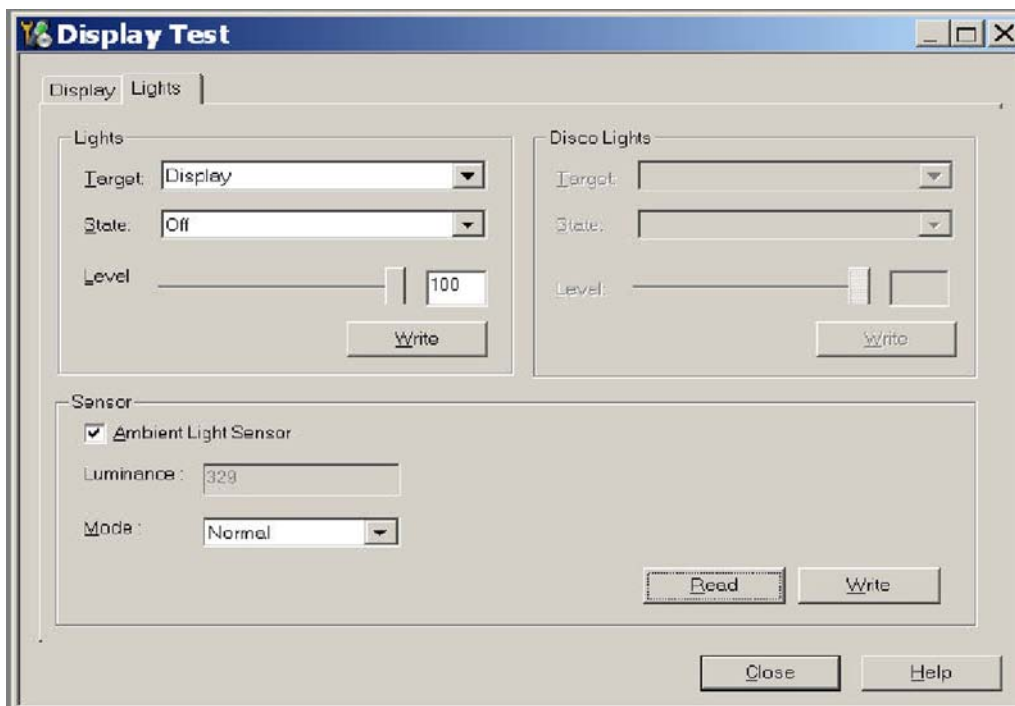 Display Test
Display Lights
Lights
Target: Display
State: Off
Level 100
Write
Disco Lights
Target:
State:
Level:
Write
Sensor
Ambient Light Sensor
Luminance : 329
Mode : Normal
Read Write
Close Help